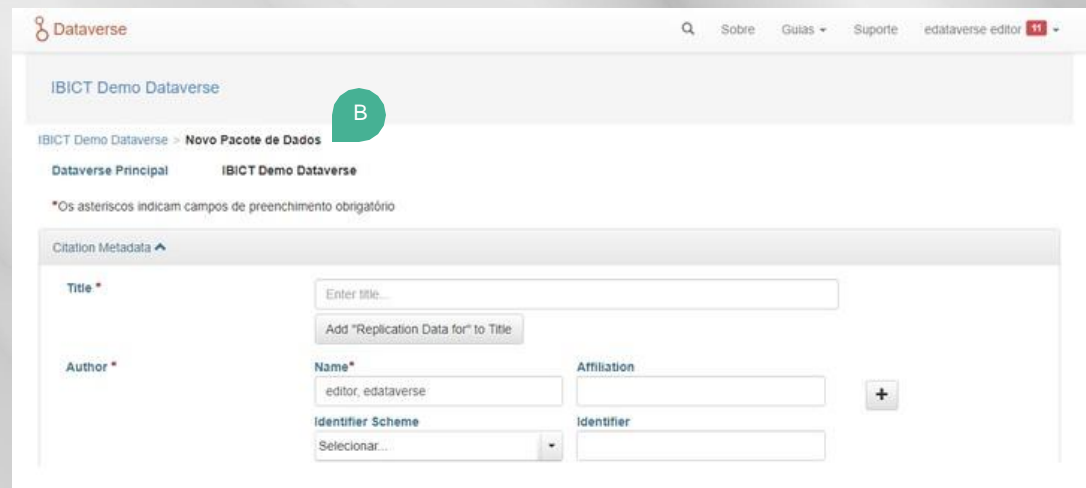 Dataverse Sobre Guias Suporte edataverse editor 11
IBICT Demo Dataverse
B
IBICT Demo Dataverse > Novo Pacote de Dados
Dataverse Principal IBICT Demo Dataverse
*Os asteriscos indicam campos de preenchimento obrigatório
Citation Metadata
Title *
Enter title...
Add "Replication Data for" to Title
Author * Name* Affiliation
editor, edataverse +
Identifier Scheme Identifier
Selecionar...